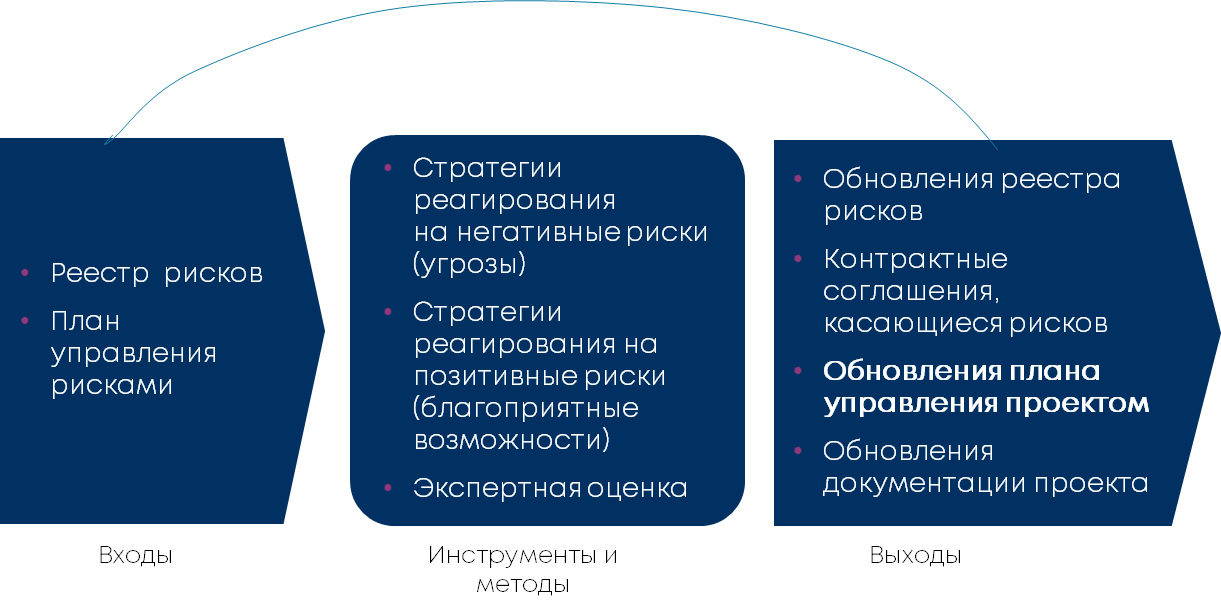 Реестр рисков
План
управления
рисками
Входы
Стратегии
реагирования
на негативные риски
(угрозы)
Стратегии
реагирования на
позитивные риски
(благоприятные
возможности)
Экспертная оценка
Инструменты и
методы
Обновления реестра
рисков
Контрактные
соглашения,
касающиеся рисков
Обновления плана
управления проектом
Обновления
документации проекта
Выходы